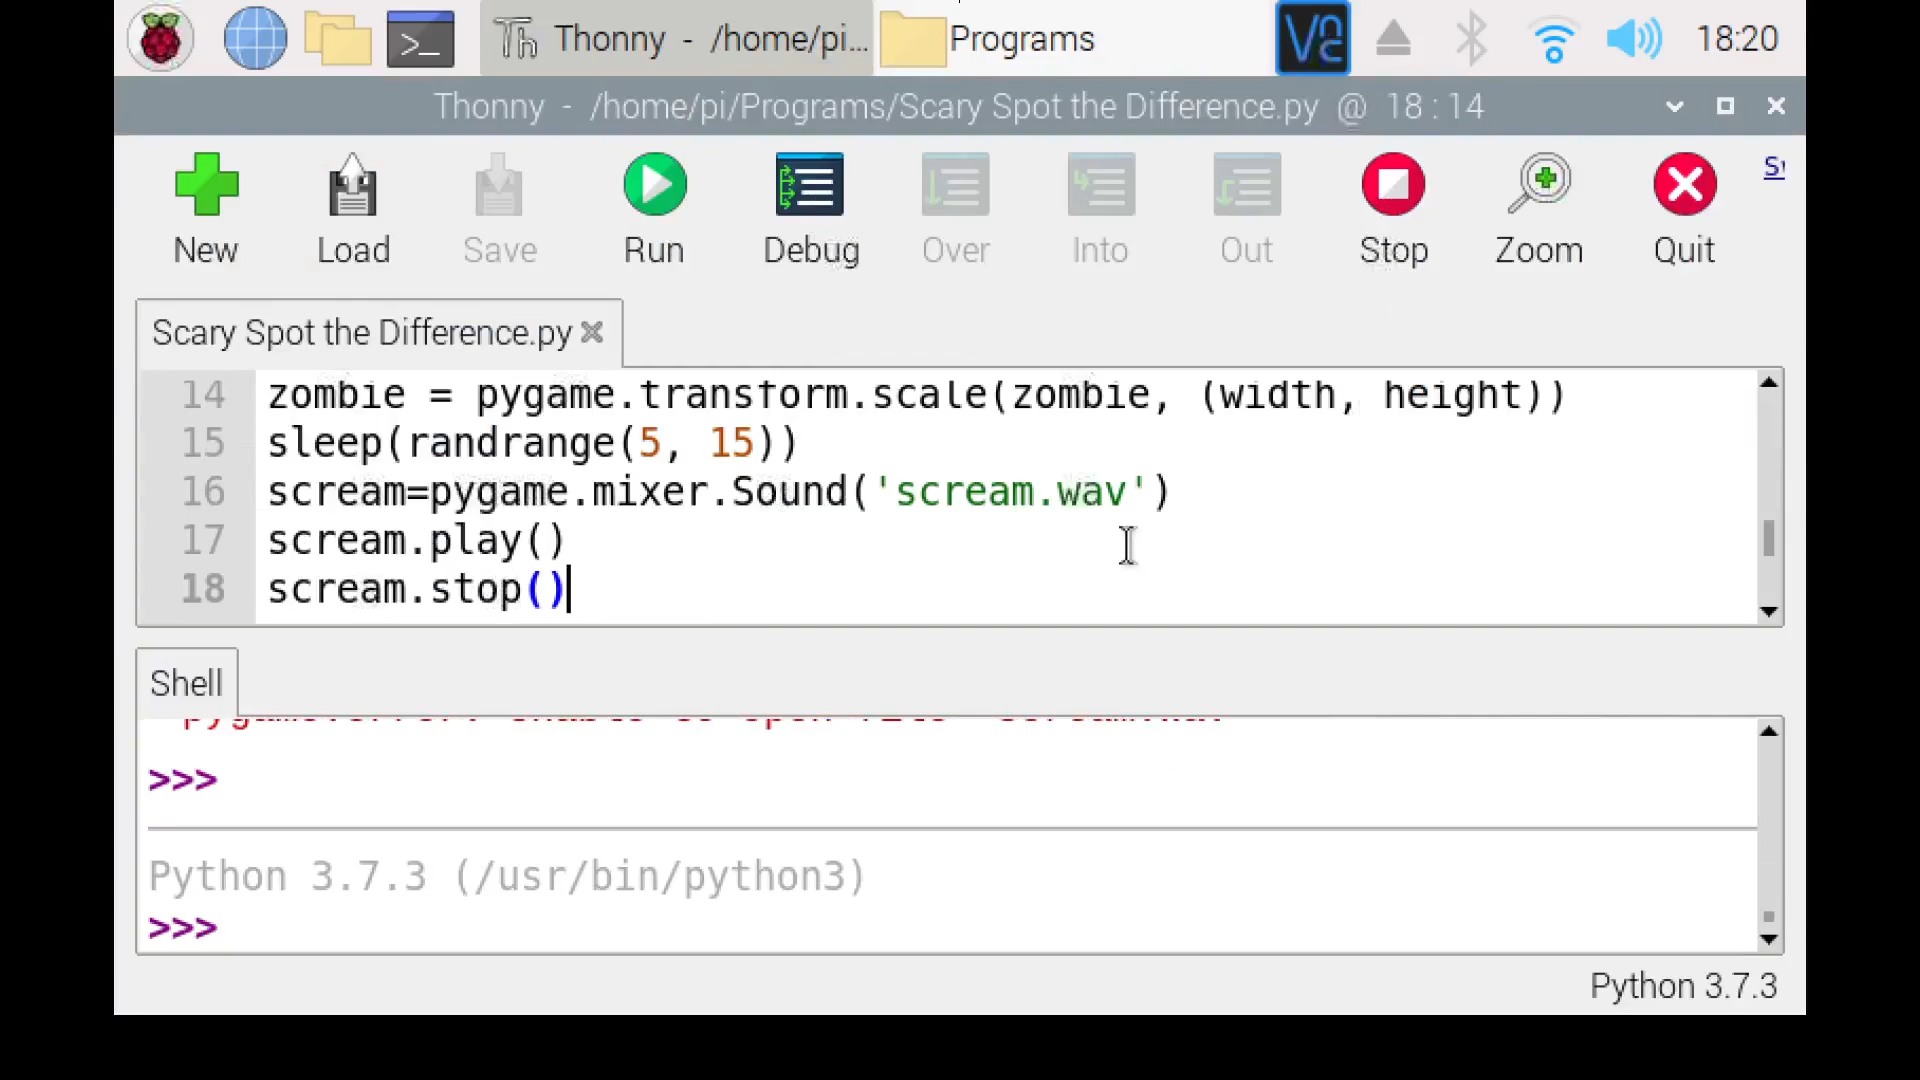 Thonny - /home/pi... Programs 18:20
Thonny - /home/pi/Programs/Scary Spot the Difference.py @ 18 : 14
New Load Save Run Debug Over Into Out Stop Zoom Quit
Scary Spot the Difference.py
14 zombie = pygame.transform.scale(zombie, (width, height))
15 sleep(randrange(5, 15))
16 scream=pygame.mixer.Sound('scream.wav')
17 scream.play()
18 scream.stop()
Shell
>>>
Python 3.7.3 (/usr/bin/python3)
>>>
Python 3.7.3